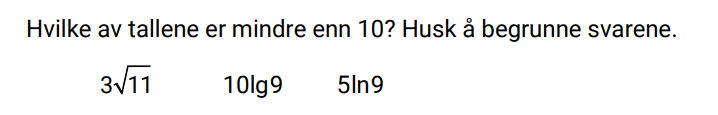 Hvilke av tallene er mindre enn 10? Husk å begrunne svarene.
3√11 10lg9 5ln9